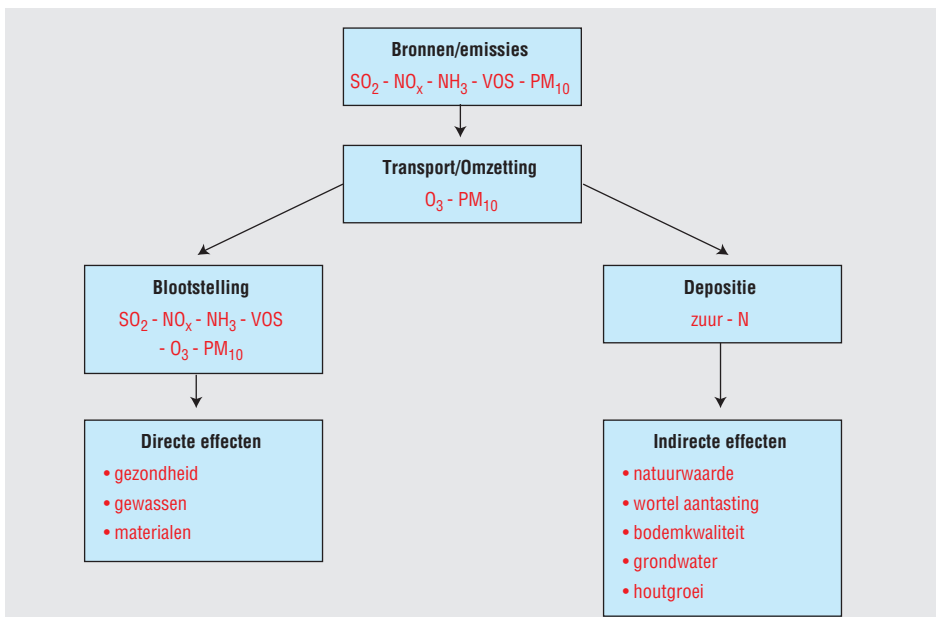 Bronnen/emissies
SO₂ - NOₓ - NH₃ - VOS - PM₁₀
Transport/Omzetting
O₃ - PM₁₀
Blootstelling
SO₂ - NOₓ - NH₃ - VOS
- O₃ - PM₁₀
Depositie
zuur - N
Directe effecten
• gezondheid
• gewassen
• materialen
Indirecte effecten
• natuurwaarde
• wortel aantasting
• bodemkwaliteit
• grondwater
• houtgroei